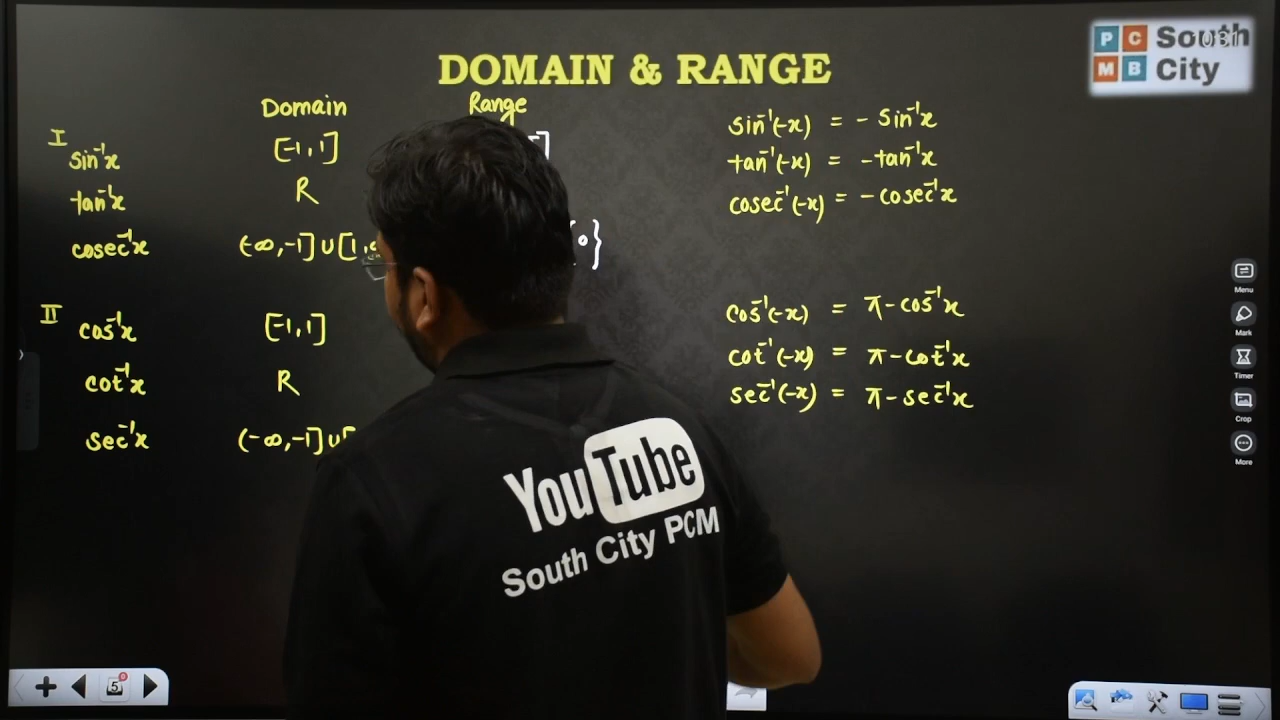 DOMAIN & RANGE
P C M B South City
Domain Range
I
sin⁻¹x [-1,1]
tan⁻¹x R
cosec⁻¹x (-∞,-1]∪[1, 0}
II
cos⁻¹x [-1,1]
cot⁻¹x R
sec⁻¹x (-∞,-1]∪[
sin⁻¹(-x) = - sin⁻¹x
tan⁻¹(-x) = -tan⁻¹x
cosec⁻¹(-x) = -cosec⁻¹x
cos⁻¹(-x) = π-cos⁻¹x
cot⁻¹(-x) = π-cot⁻¹x
sec⁻¹(-x) = π-sec⁻¹x
YouTube
South City PCM
Menu
Mark
Timer
Crop
More
5